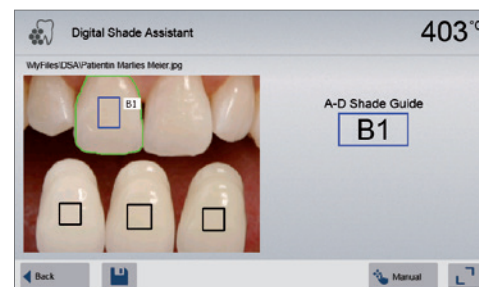 Digital Shade Assistant
403°C
MyFiles\DSA\Patientin Marlies Meier.jpg
B1
A-D Shade Guide
B1
Back
Manual